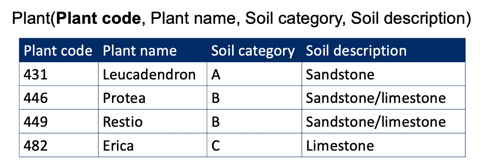 Plant(Plant code, Plant name, Soil category, Soil description)
Plant code Plant name Soil category Soil description
431 Leucadendron A Sandstone
446 Protea B Sandstone/limestone
449 Restio B Sandstone/limestone
482 Erica C Limestone